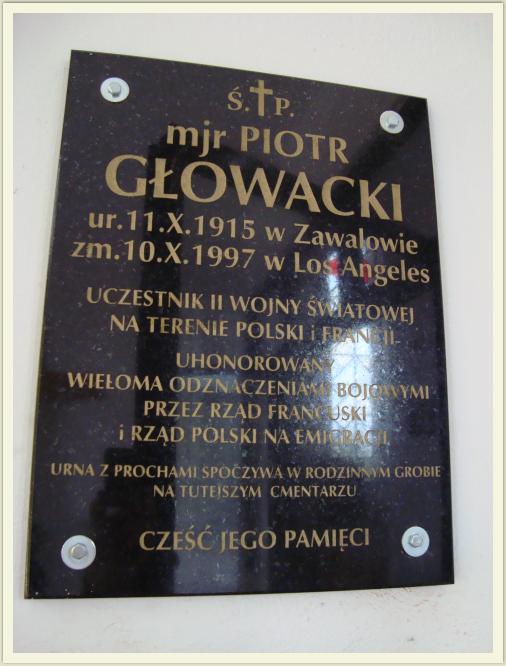 Ś.†P.
mjr PIOTR
GŁOWACKI
ur.11.X.1915 w Zawalowie
zm.10.X.1997 w Los Angeles
UCZESTNIK II WOJNY ŚWIATOWEJ
NA TERENIE POLSKI i FRANCJI
UHONOROWANY
WIELOMA ODZNACZENIAMI BOJOWYMI
PRZEZ RZĄD FRANCUSKI
i RZĄD POLSKI NA EMIGRACJI
URNA Z PROCHAMI SPOCZYWA W RODZINNYM GROBIE
NA TUTEJSZYM CMENTARZU
CZEŚĆ JEGO PAMIĘCI